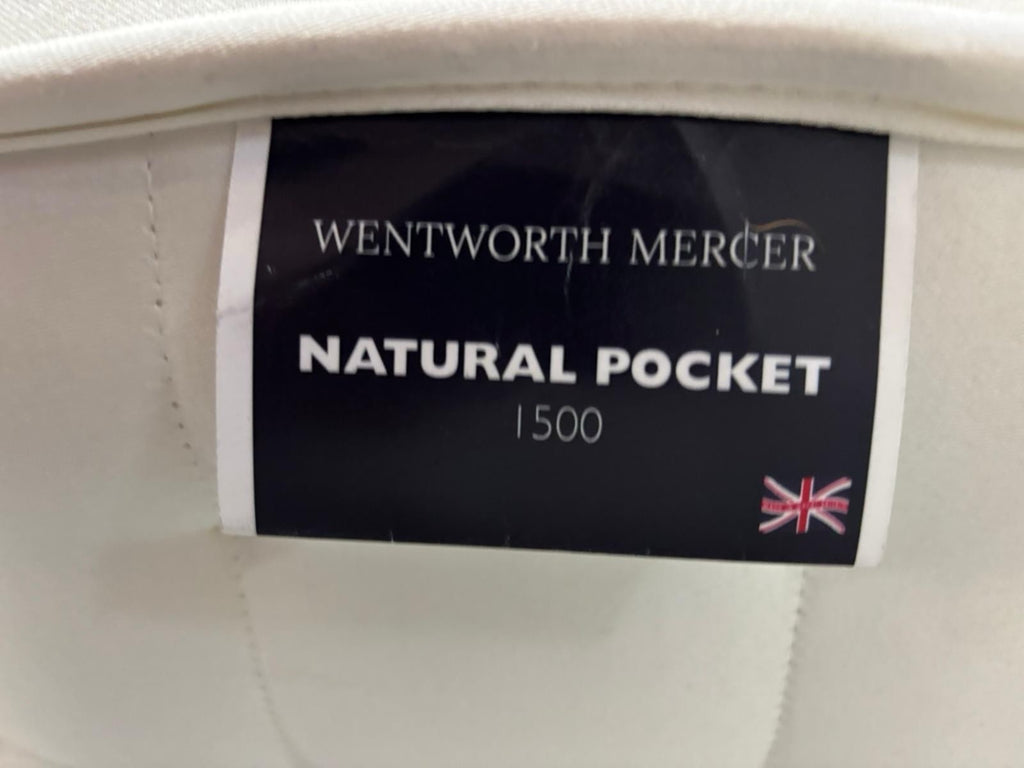 WENTWORTH MERCER
NATURAL POCKET
1500